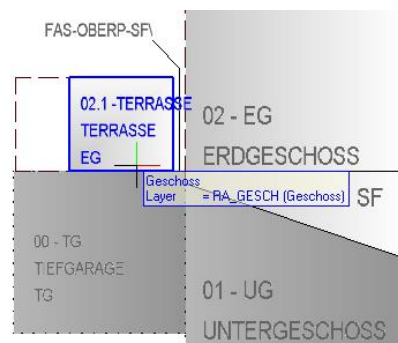 FAS-OBERP-SF\
02.1 -TERRASSE
TERRASSE
EG
02 - EG
ERDGESCHOSS
Geschoss
Layer = RA_GESCH (Geschoss)
SF
00 - TG
TIEFGARAGE
TG
01 - UG
UNTERGESCHOSS